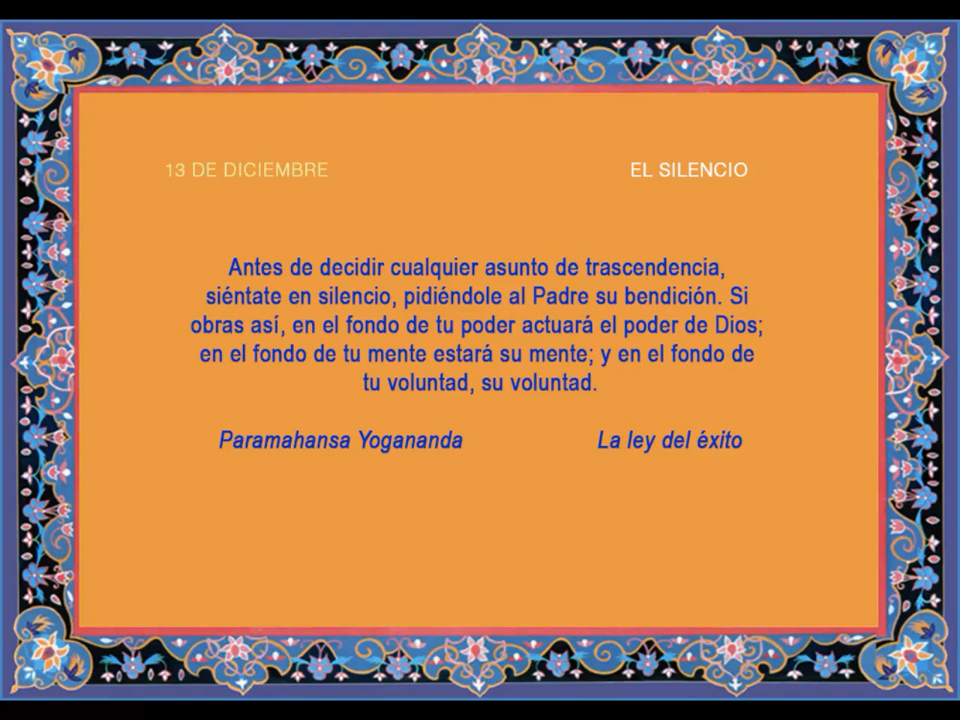 13 DE DICIEMBRE EL SILENCIO
Antes de decidir cualquier asunto de trascendencia,
siéntate en silencio, pidiéndole al Padre su bendición. Si
obras así, en el fondo de tu poder actuará el poder de Dios;
en el fondo de tu mente estará su mente; y en el fondo de
tu voluntad, su voluntad.
Paramahansa Yogananda La ley del éxito